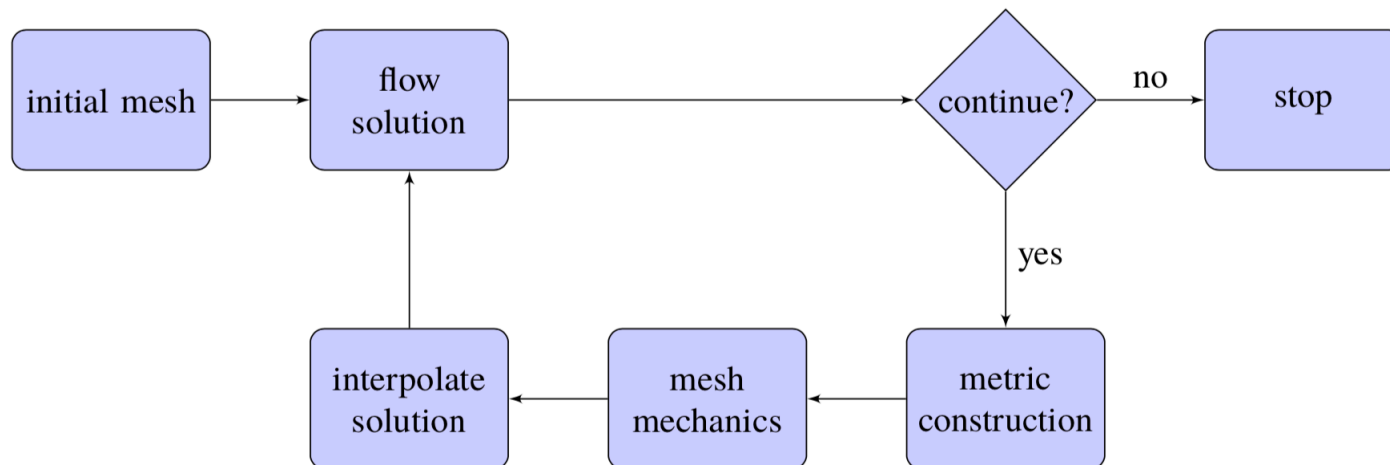 initial mesh
flow
solution
continue?
no
stop
yes
interpolate
solution
mesh
mechanics
metric
construction